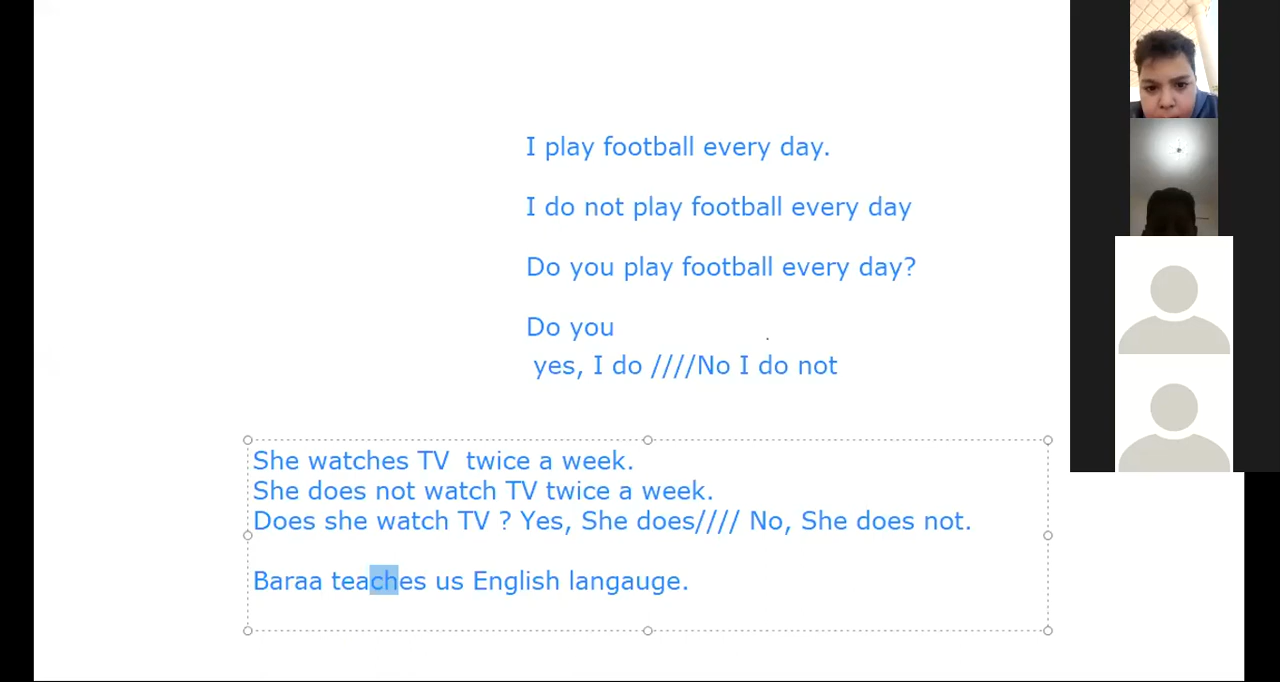 I play football every day.
I do not play football every day
Do you play football every day?
Do you
yes, I do ////No I do not
She watches TV  twice a week.
She does not watch TV twice a week.
Does she watch TV ? Yes, She does//// No, She does not.
Baraa teaches us English langauge.